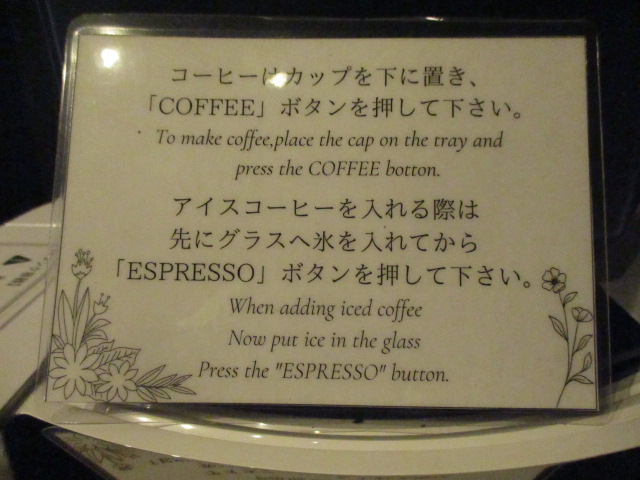 コーヒーはカップを下に置き、
「COFFEE」ボタンを押して下さい。
To make coffee,place the cap on the tray and
press the COFFEE botton.
アイスコーヒーを入れる際は
先にグラスへ氷を入れてから
「ESPRESSO」ボタンを押して下さい。
When adding iced coffee
Now put ice in the glass
Press the "ESPRESSO" button.